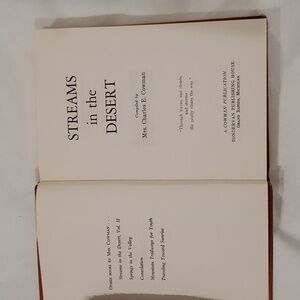 Other books by Mrs. Cowman . . .
Streams in the Desert, Vol. II
Springs in the Valley
Consolation
Mountain Trailways for Youth
Traveling Toward Sunrise
STREAMS
in the
DESERT
Compiled by
Mrs. Charles E. Cowman
"Through waves, and clouds,
and storms
He gently clears the way."
A COWMAN PUBLICATION
ZONDERVAN PUBLISHING HOUSE
Grand Rapids, Michigan